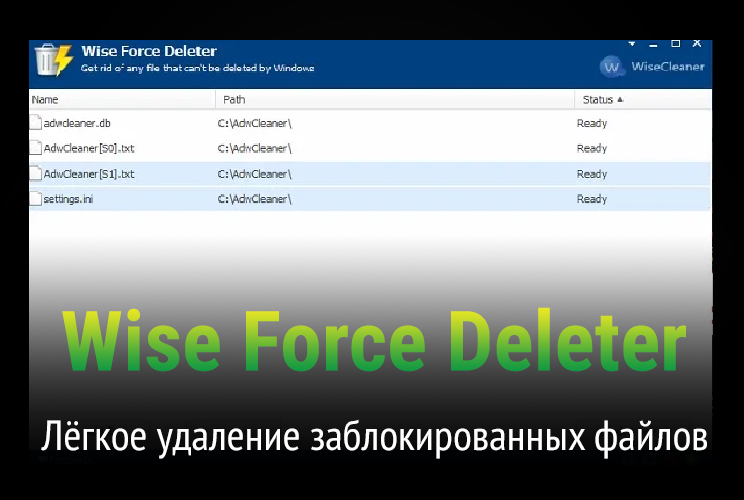 Wise Force Deleter
Get rid of any file that can't be deleted by Windows
W WiseCleaner
Name Path Status
adwcleaner.db C:\AdwCleaner\ Ready
AdwCleaner[S0].txt C:\AdwCleaner\ Ready
AdwCleaner[S1].txt C:\AdwCleaner\ Ready
settings.ini C:\AdwCleaner\ Ready
Wise Force Deleter
Лёгкое удаление заблокированных файлов